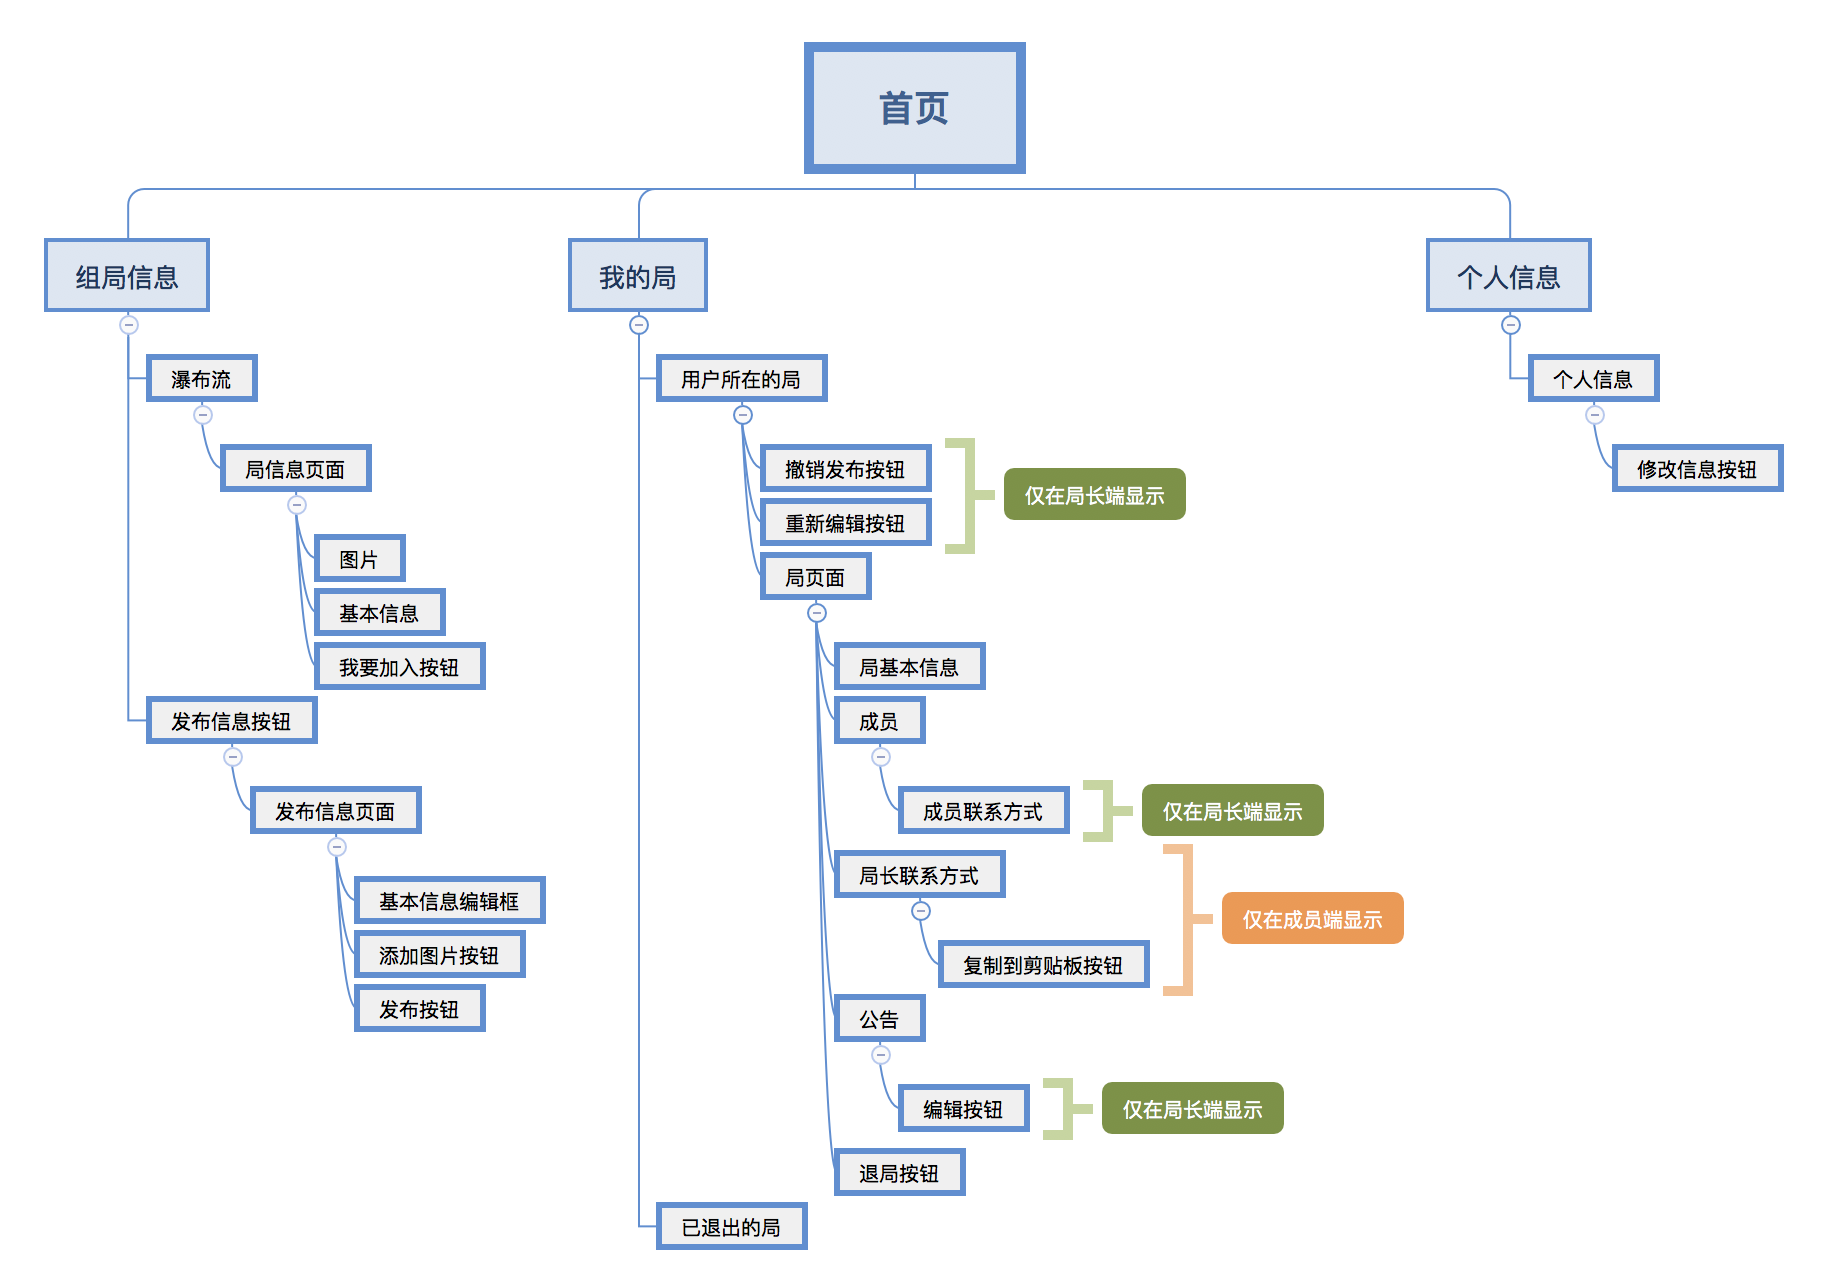 首页
组局信息
瀑布流
局信息页面
图片
基本信息
我要加入按钮
发布信息按钮
发布信息页面
基本信息编辑框
添加图片按钮
发布按钮
我的局
用户所在的局
撤销发布按钮
重新编辑按钮
仅在局长端显示
局页面
局基本信息
成员
成员联系方式
仅在局长端显示
局长联系方式
复制到剪贴板按钮
仅在成员端显示
公告
编辑按钮
仅在局长端显示
退局按钮
已退出的局
个人信息
个人信息
修改信息按钮